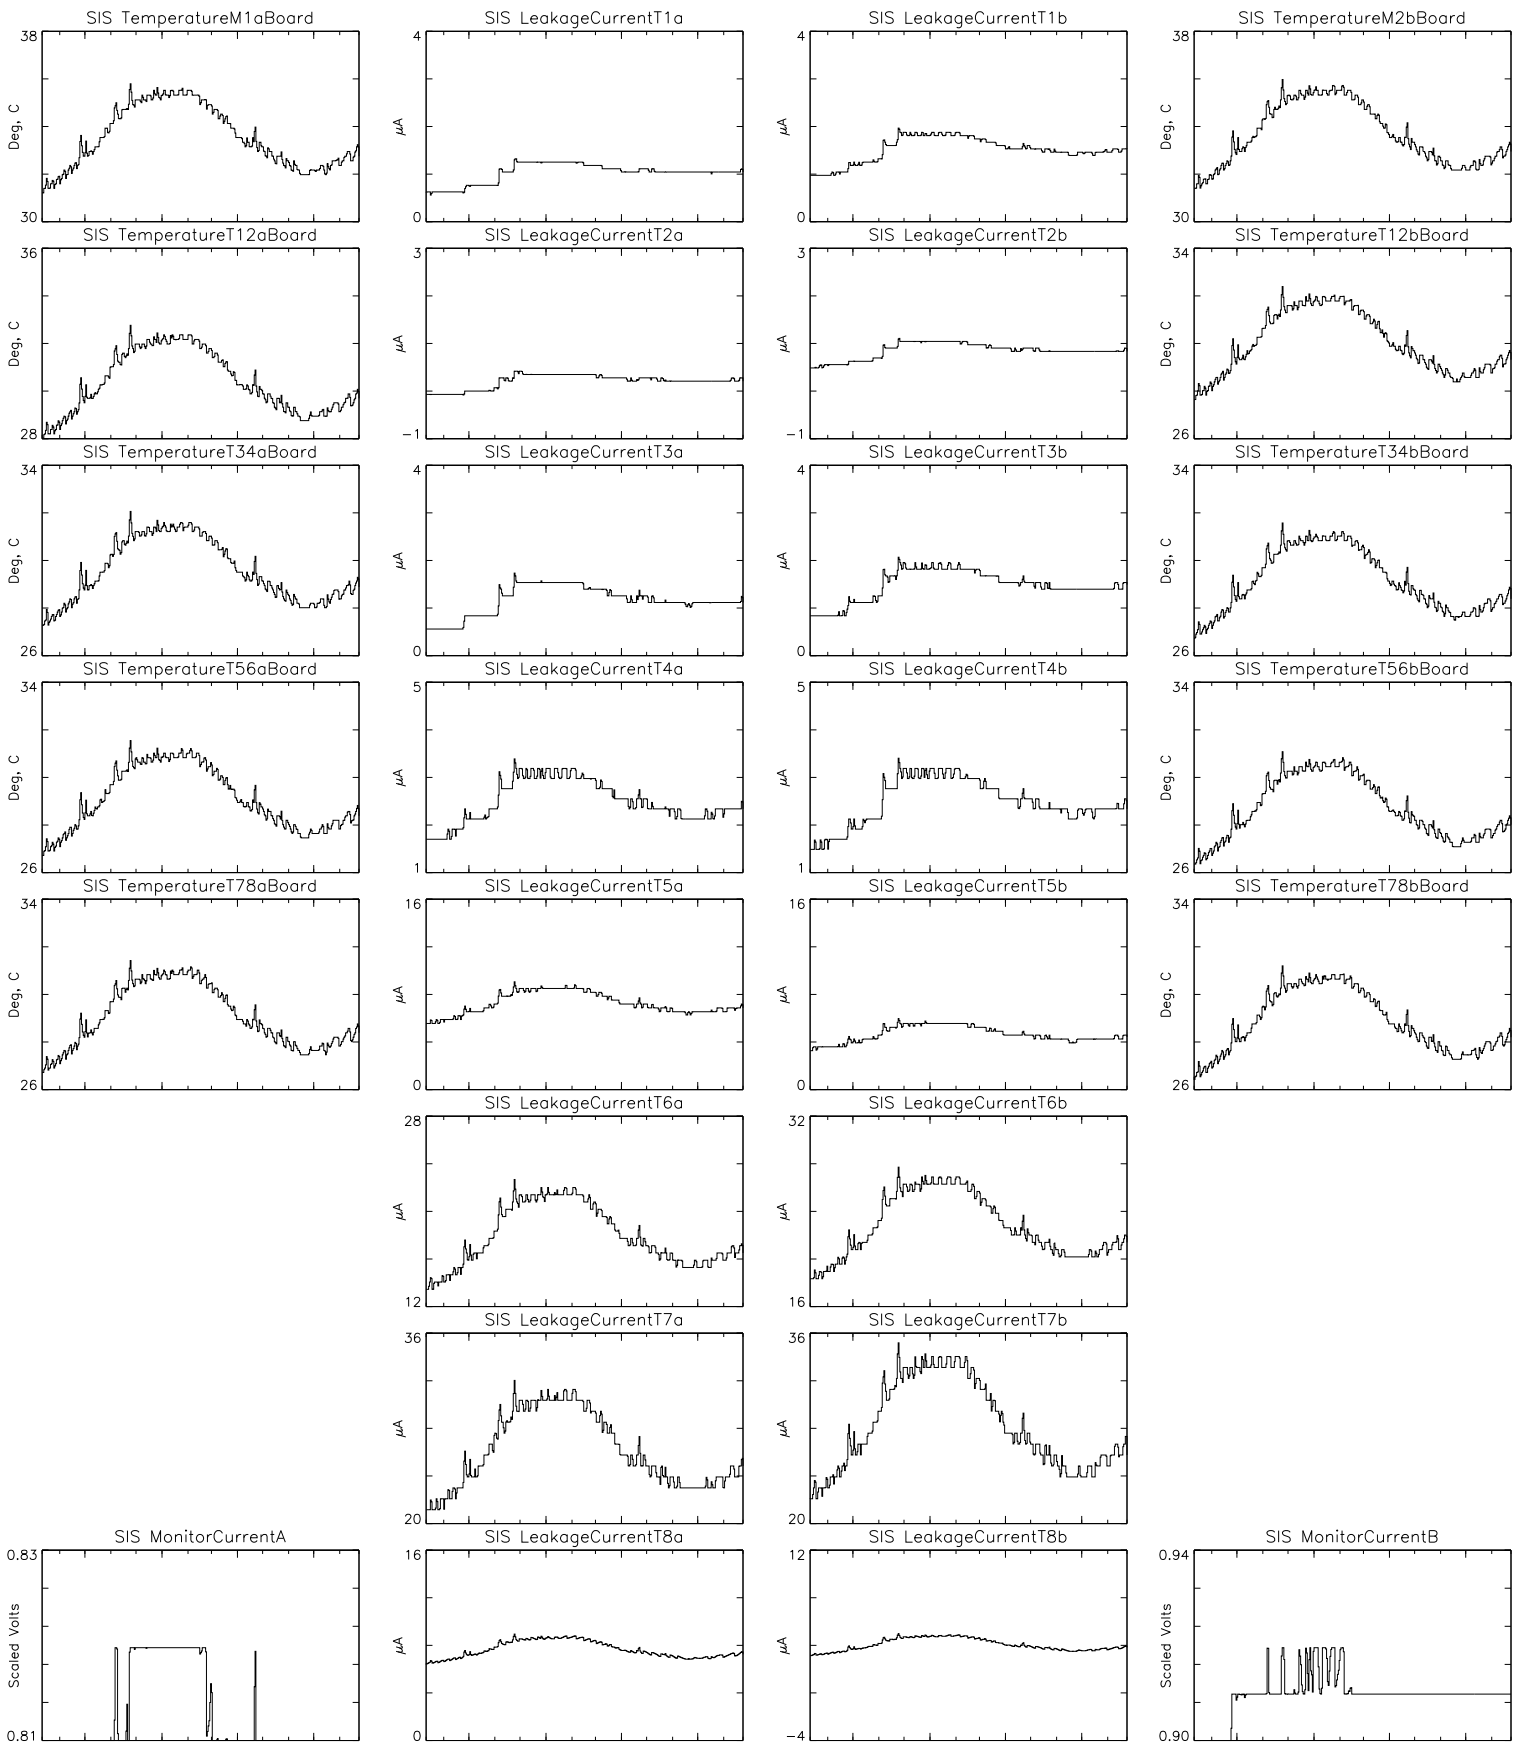 SIS TemperatureM1aBoard
38
Deg, C
30
SIS LeakageCurrentT1a
4
μA
0
SIS LeakageCurrentT1b
4
μA
0
SIS TemperatureM2bBoard
38
Deg, C
30
SIS TemperatureT12aBoard
36
Deg, C
28
SIS LeakageCurrentT2a
3
μA
−1
SIS LeakageCurrentT2b
3
μA
−1
SIS TemperatureT12bBoard
34
Deg, C
26
SIS TemperatureT34aBoard
34
Deg, C
26
SIS LeakageCurrentT3a
4
μA
0
SIS LeakageCurrentT3b
4
μA
0
SIS TemperatureT34bBoard
34
Deg, C
26
SIS TemperatureT56aBoard
34
Deg, C
26
SIS LeakageCurrentT4a
5
μA
1
SIS LeakageCurrentT4b
5
μA
1
SIS TemperatureT56bBoard
34
Deg, C
26
SIS TemperatureT78aBoard
34
Deg, C
26
SIS LeakageCurrentT5a
16
μA
0
SIS LeakageCurrentT5b
16
μA
0
SIS TemperatureT78bBoard
34
Deg, C
26
SIS LeakageCurrentT6a
28
μA
12
SIS LeakageCurrentT6b
32
μA
16
SIS LeakageCurrentT7a
36
μA
20
SIS LeakageCurrentT7b
36
μA
20
SIS MonitorCurrentA
0.83
Scaled Volts
0.81
SIS LeakageCurrentT8a
16
μA
0
SIS LeakageCurrentT8b
12
μA
−4
SIS MonitorCurrentB
0.94
Scaled Volts
0.90